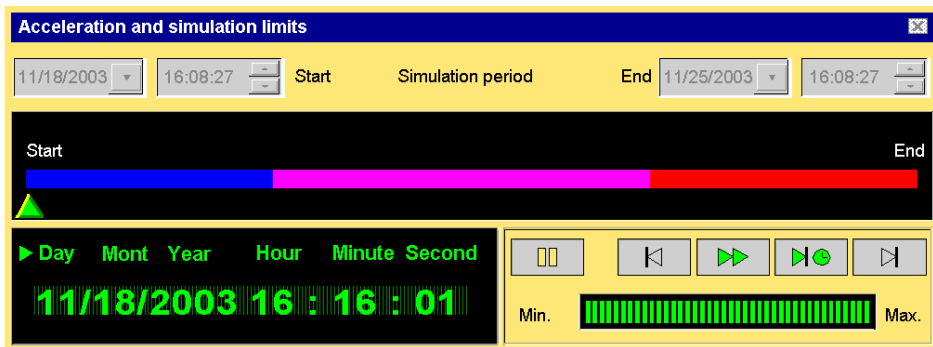 Acceleration and simulation limits
11/18/2003 16:08:27 Start Simulation period End 11/25/2003 16:08:27
Start End
Day Mont Year Hour Minute Second
11/18/2003 16 : 16 : 01
Min. Max.